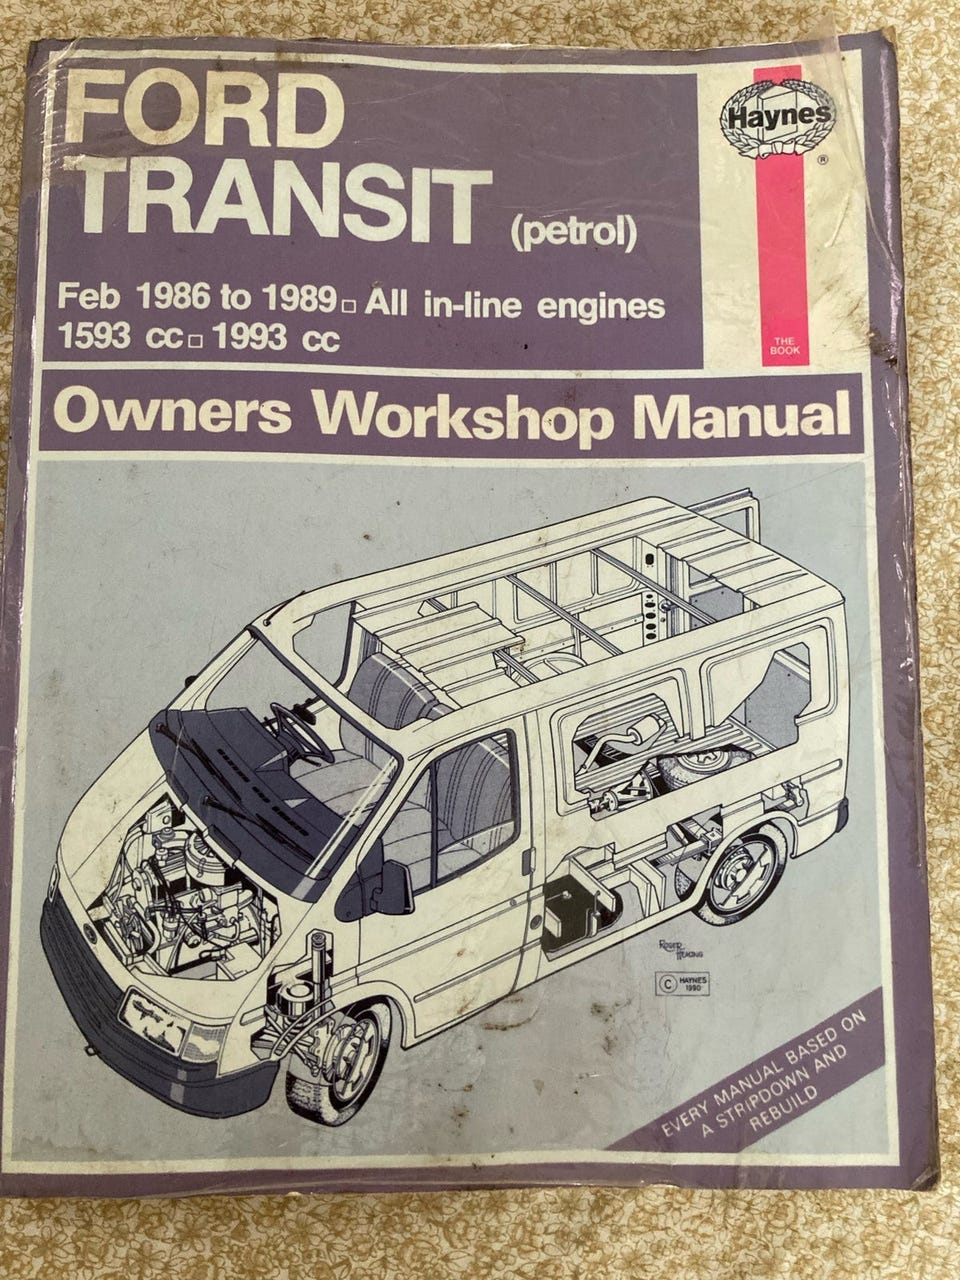 FORD
TRANSIT (petrol)
Feb 1986 to 1989 □ All in-line engines
1593 cc □ 1993 cc
Haynes
®
THE
BOOK
Owners Workshop Manual
ROGER
HEALING
© HAYNES
1990
EVERY MANUAL BASED ON
A STRIPDOWN AND
REBUILD